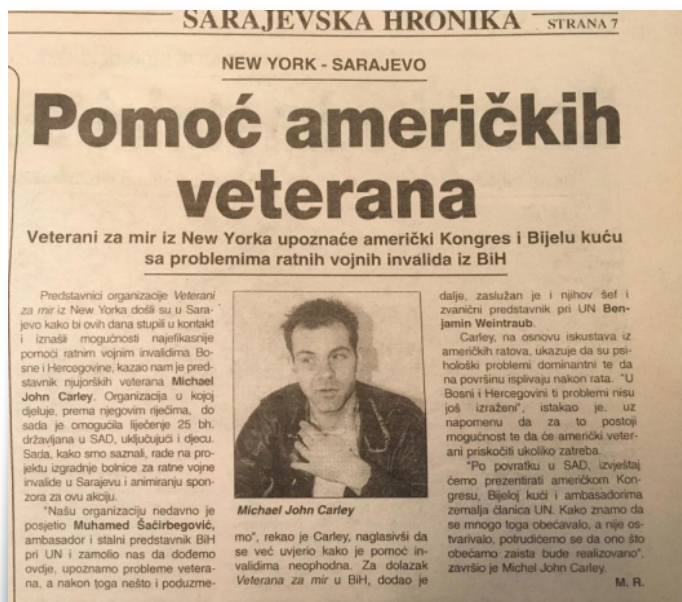 SARAJEVSKA HRONIKA
STRANA 7
NEW YORK - SARAJEVO
Pomoć američkih
veterana
Veterani za mir iz New Yorka upoznaće američki Kongres i Bijelu kuću
sa problemima ratnih vojnih invalida iz BiH
Predstavnici organizacije Veterani
za mir iz New Yorka došli su u Sara-
jevo kako bi ovih dana stupili u kontakt
i iznašli mogućnosti najefikasnije
pomoći ratnim vojnim invalidima Bo-
sne i Hercegovine, kazao nam je pred-
stavnik njujorških veterana Michael
John Carley. Organizacija u kojoj
djeluje, prema njegovim riječima, do
sada je omogućila liječenje 25 bh.
državljana u SAD, uključujući i djecu.
Sada, kako smo saznali, rade na pro-
jektu izgradnje bolnice za ratne vojne
invalide u Sarajevu i animiranju spon-
zora za ovu akciju.
"Našu organizaciju nedavno je
posjetio Muhamed Šaćirbegović,
ambasador i stalni predstavnik BiH
pri UN i zamolio nas da dođemo
ovdje, upoznamo probleme vetera-
na, a nakon toga nešto i poduzme-
Michael John Carley
mo", rekao je Carley, naglasivši da
se već uvjerio kako je pomoć in-
validima neophodna. Za dolazak
Veterana za mir u BiH, dodao je
dalje, zaslužan je i njihov šef i
zvanični predstavnik pri UN Ben-
jamin Weintraub.
Carley, na osnovu iskustava iz
američkih ratova, ukazuje da su psi-
hološki problemi dominantni te da
na površinu isplivaju nakon rata. "U
Bosni i Hercegovini ti problemi nisu
još izraženi", istakao je, uz
napomenu da za to postoji
mogućnost te da će američki veter-
ani priskočiti ukoliko zatreba.
"Po povratku u SAD, izvještaj
ćemo prezentirati američkom Kon-
gresu, Bijeloj kući i ambasadorima
zemalja članica UN. Kako znamo da
se mnogo toga obećavalo, a nije os-
tvarivalo, potrudićemo se da ono što
obećamo zaista bude realizovano",
završio je Michel John Carley.
M. R.